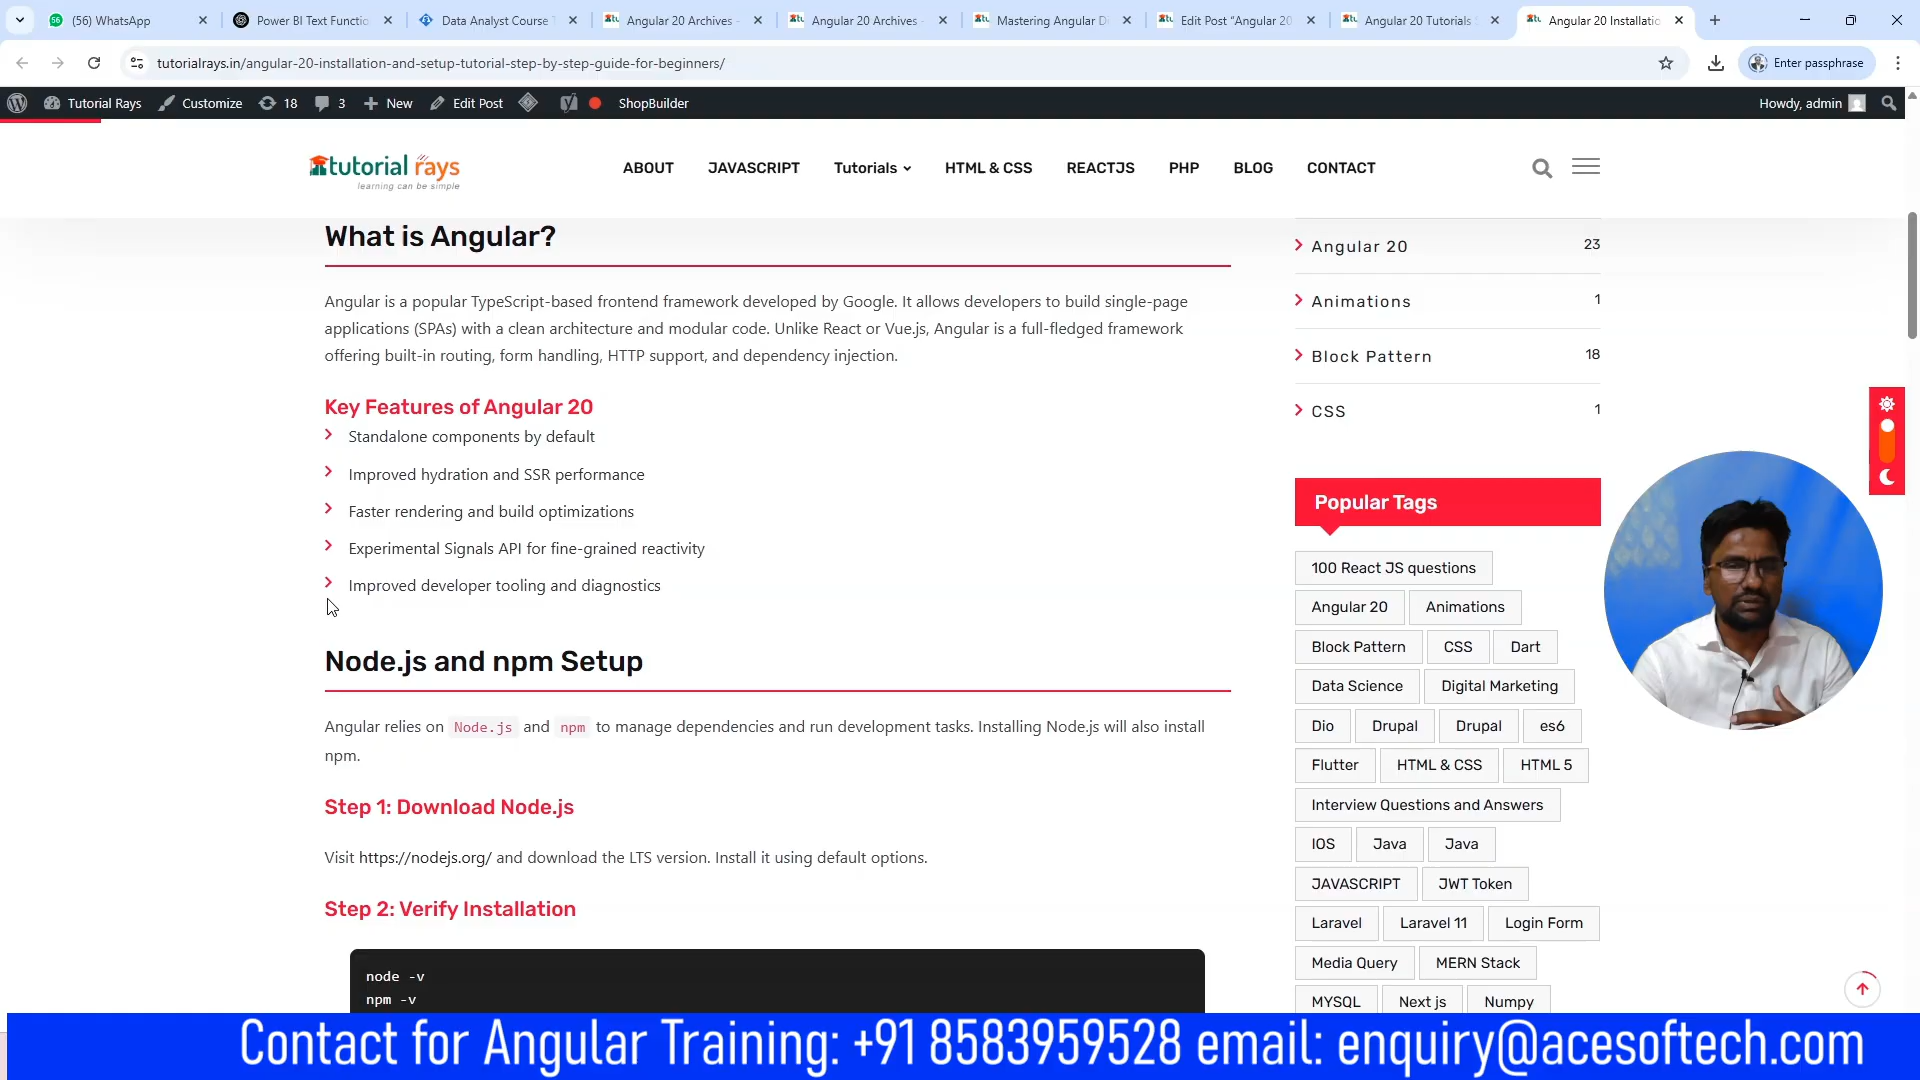 56 (56) WhatsApp
Power BI Text Functio
Data Analyst Course
Angular 20 Archives -
Angular 20 Archives -
Mastering Angular Di
Edit Post "Angular 20
Angular 20 Tutorials
Angular 20 Installatio
tutorialrays.in/angular-20-installation-and-setup-tutorial-step-by-step-guide-for-beginners/
Enter passphrase
Tutorial Rays
Customize
18
3
New
Edit Post
ShopBuilder
Howdy, admin
tutorial rays
learning can be simple
ABOUT
JAVASCRIPT
Tutorials
HTML & CSS
REACTJS
PHP
BLOG
CONTACT
What is Angular?
Angular is a popular TypeScript-based frontend framework developed by Google. It allows developers to build single-page
applications (SPAs) with a clean architecture and modular code. Unlike React or Vue.js, Angular is a full-fledged framework
offering built-in routing, form handling, HTTP support, and dependency injection.
Key Features of Angular 20
Standalone components by default
Improved hydration and SSR performance
Faster rendering and build optimizations
Experimental Signals API for fine-grained reactivity
Improved developer tooling and diagnostics
Node.js and npm Setup
Angular relies on Node.js and npm to manage dependencies and run development tasks. Installing Node.js will also install
npm.
Step 1: Download Node.js
Visit https://nodejs.org/ and download the LTS version. Install it using default options.
Step 2: Verify Installation
node -v
npm -v
Angular 20 23
Animations 1
Block Pattern 18
CSS 1
Popular Tags
100 React JS questions
Angular 20 Animations
Block Pattern CSS Dart
Data Science Digital Marketing
Dio Drupal Drupal es6
Flutter HTML & CSS HTML 5
Interview Questions and Answers
IOS Java Java
JAVASCRIPT JWT Token
Laravel Laravel 11 Login Form
Media Query MERN Stack
MYSQL Next js Numpy
Contact for Angular Training: +91 8583959528 email: enquiry@acesoftech.com